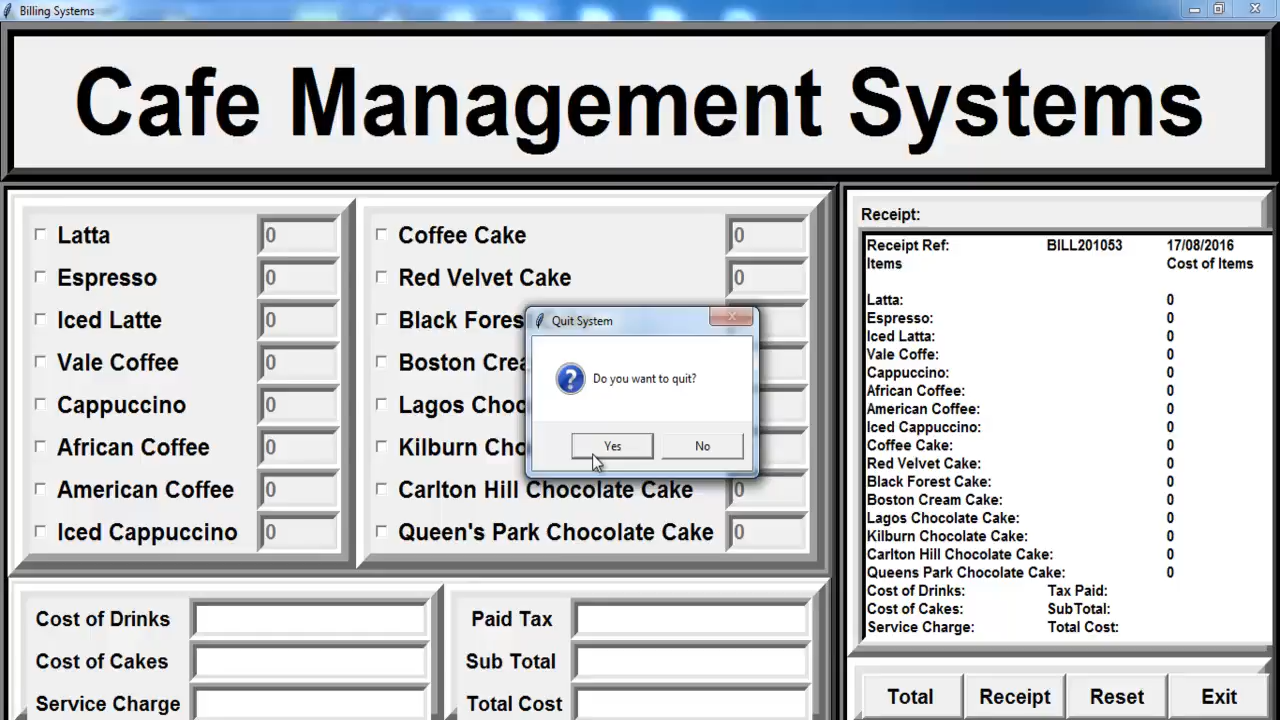 Billing Systems
Cafe Management Systems
Latta 0
Espresso 0
Iced Latte 0
Vale Coffee 0
Cappuccino 0
African Coffee 0
American Coffee 0
Iced Cappuccino 0
Coffee Cake 0
Red Velvet Cake 0
Black Fores
Boston Crea
Lagos Choc
Kilburn Cho
Carlton Hill Chocolate Cake 0
Queen's Park Chocolate Cake 0
Quit System
Do you want to quit?
Yes No
Cost of Drinks
Cost of Cakes
Service Charge
Paid Tax
Sub Total
Total Cost
Receipt:
Receipt Ref: BILL201053 17/08/2016
Items Cost of Items
Latta: 0
Espresso: 0
Iced Latta: 0
Vale Coffe: 0
Cappuccino: 0
African Coffee: 0
American Coffee: 0
Iced Cappuccino: 0
Coffee Cake: 0
Red Velvet Cake: 0
Black Forest Cake: 0
Boston Cream Cake: 0
Lagos Chocolate Cake: 0
Kilburn Chocolate Cake: 0
Carlton Hill Chocolate Cake: 0
Queens Park Chocolate Cake: 0
Cost of Drinks: Tax Paid:
Cost of Cakes: SubTotal:
Service Charge: Total Cost:
Total Receipt Reset Exit